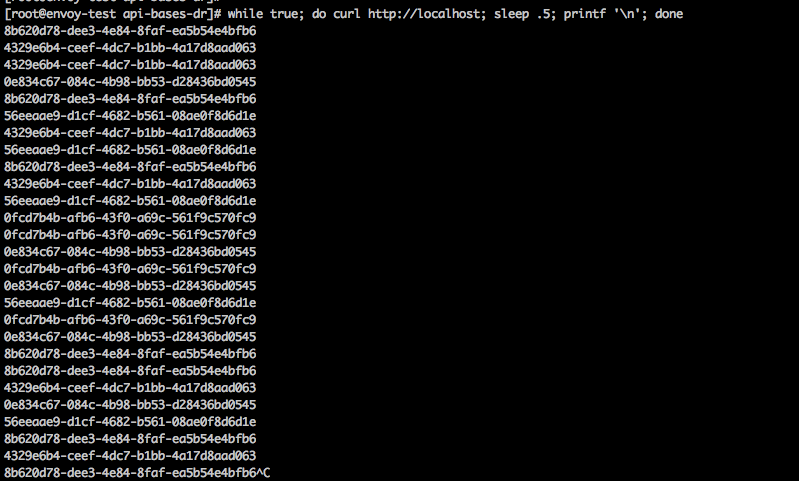 [root@envoy-test api-bases-dr]# while true; do curl http://localhost; sleep .5; printf '\n'; done
8b620d78-dee3-4e84-8faf-ea5b54e4bfb6
4329e6b4-ceef-4dc7-b1bb-4a17d8aad063
4329e6b4-ceef-4dc7-b1bb-4a17d8aad063
0e834c67-084c-4b98-bb53-d28436bd0545
8b620d78-dee3-4e84-8faf-ea5b54e4bfb6
56eeaae9-d1cf-4682-b561-08ae0f8d6d1e
4329e6b4-ceef-4dc7-b1bb-4a17d8aad063
56eeaae9-d1cf-4682-b561-08ae0f8d6d1e
8b620d78-dee3-4e84-8faf-ea5b54e4bfb6
4329e6b4-ceef-4dc7-b1bb-4a17d8aad063
56eeaae9-d1cf-4682-b561-08ae0f8d6d1e
0fcd7b4b-afb6-43f0-a69c-561f9c570fc9
0fcd7b4b-afb6-43f0-a69c-561f9c570fc9
0e834c67-084c-4b98-bb53-d28436bd0545
0fcd7b4b-afb6-43f0-a69c-561f9c570fc9
0e834c67-084c-4b98-bb53-d28436bd0545
56eeaae9-d1cf-4682-b561-08ae0f8d6d1e
0fcd7b4b-afb6-43f0-a69c-561f9c570fc9
0e834c67-084c-4b98-bb53-d28436bd0545
8b620d78-dee3-4e84-8faf-ea5b54e4bfb6
8b620d78-dee3-4e84-8faf-ea5b54e4bfb6
4329e6b4-ceef-4dc7-b1bb-4a17d8aad063
0e834c67-084c-4b98-bb53-d28436bd0545
56eeaae9-d1cf-4682-b561-08ae0f8d6d1e
8b620d78-dee3-4e84-8faf-ea5b54e4bfb6
4329e6b4-ceef-4dc7-b1bb-4a17d8aad063
8b620d78-dee3-4e84-8faf-ea5b54e4bfb6^C